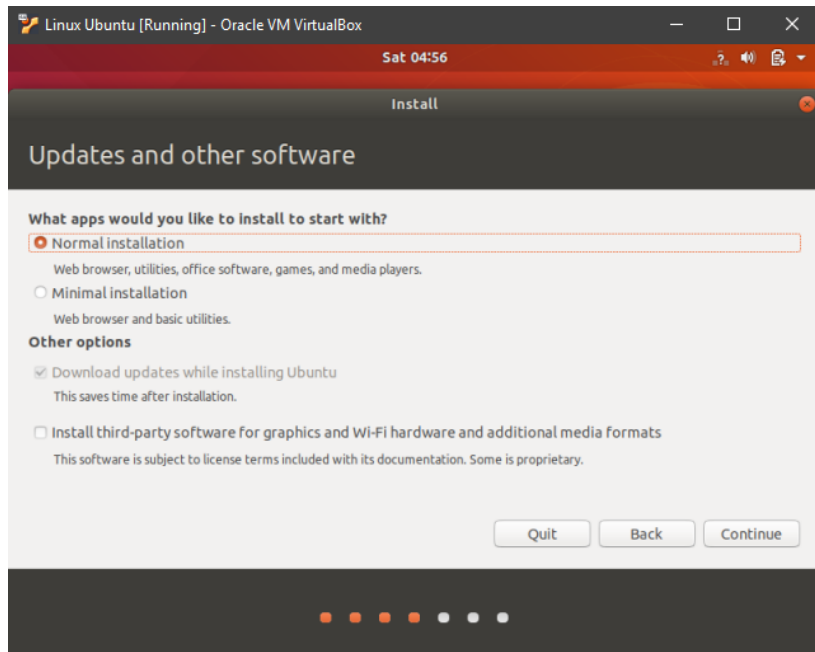 Linux Ubuntu [Running] - Oracle VM VirtualBox
Sat 04:56
Install
Updates and other software
What apps would you like to install to start with?
Normal installation
Web browser, utilities, office software, games, and media players.
Minimal installation
Web browser and basic utilities.
Other options
Download updates while installing Ubuntu
This saves time after installation.
Install third-party software for graphics and Wi-Fi hardware and additional media formats
This software is subject to license terms included with its documentation. Some is proprietary.
Quit Back Continue